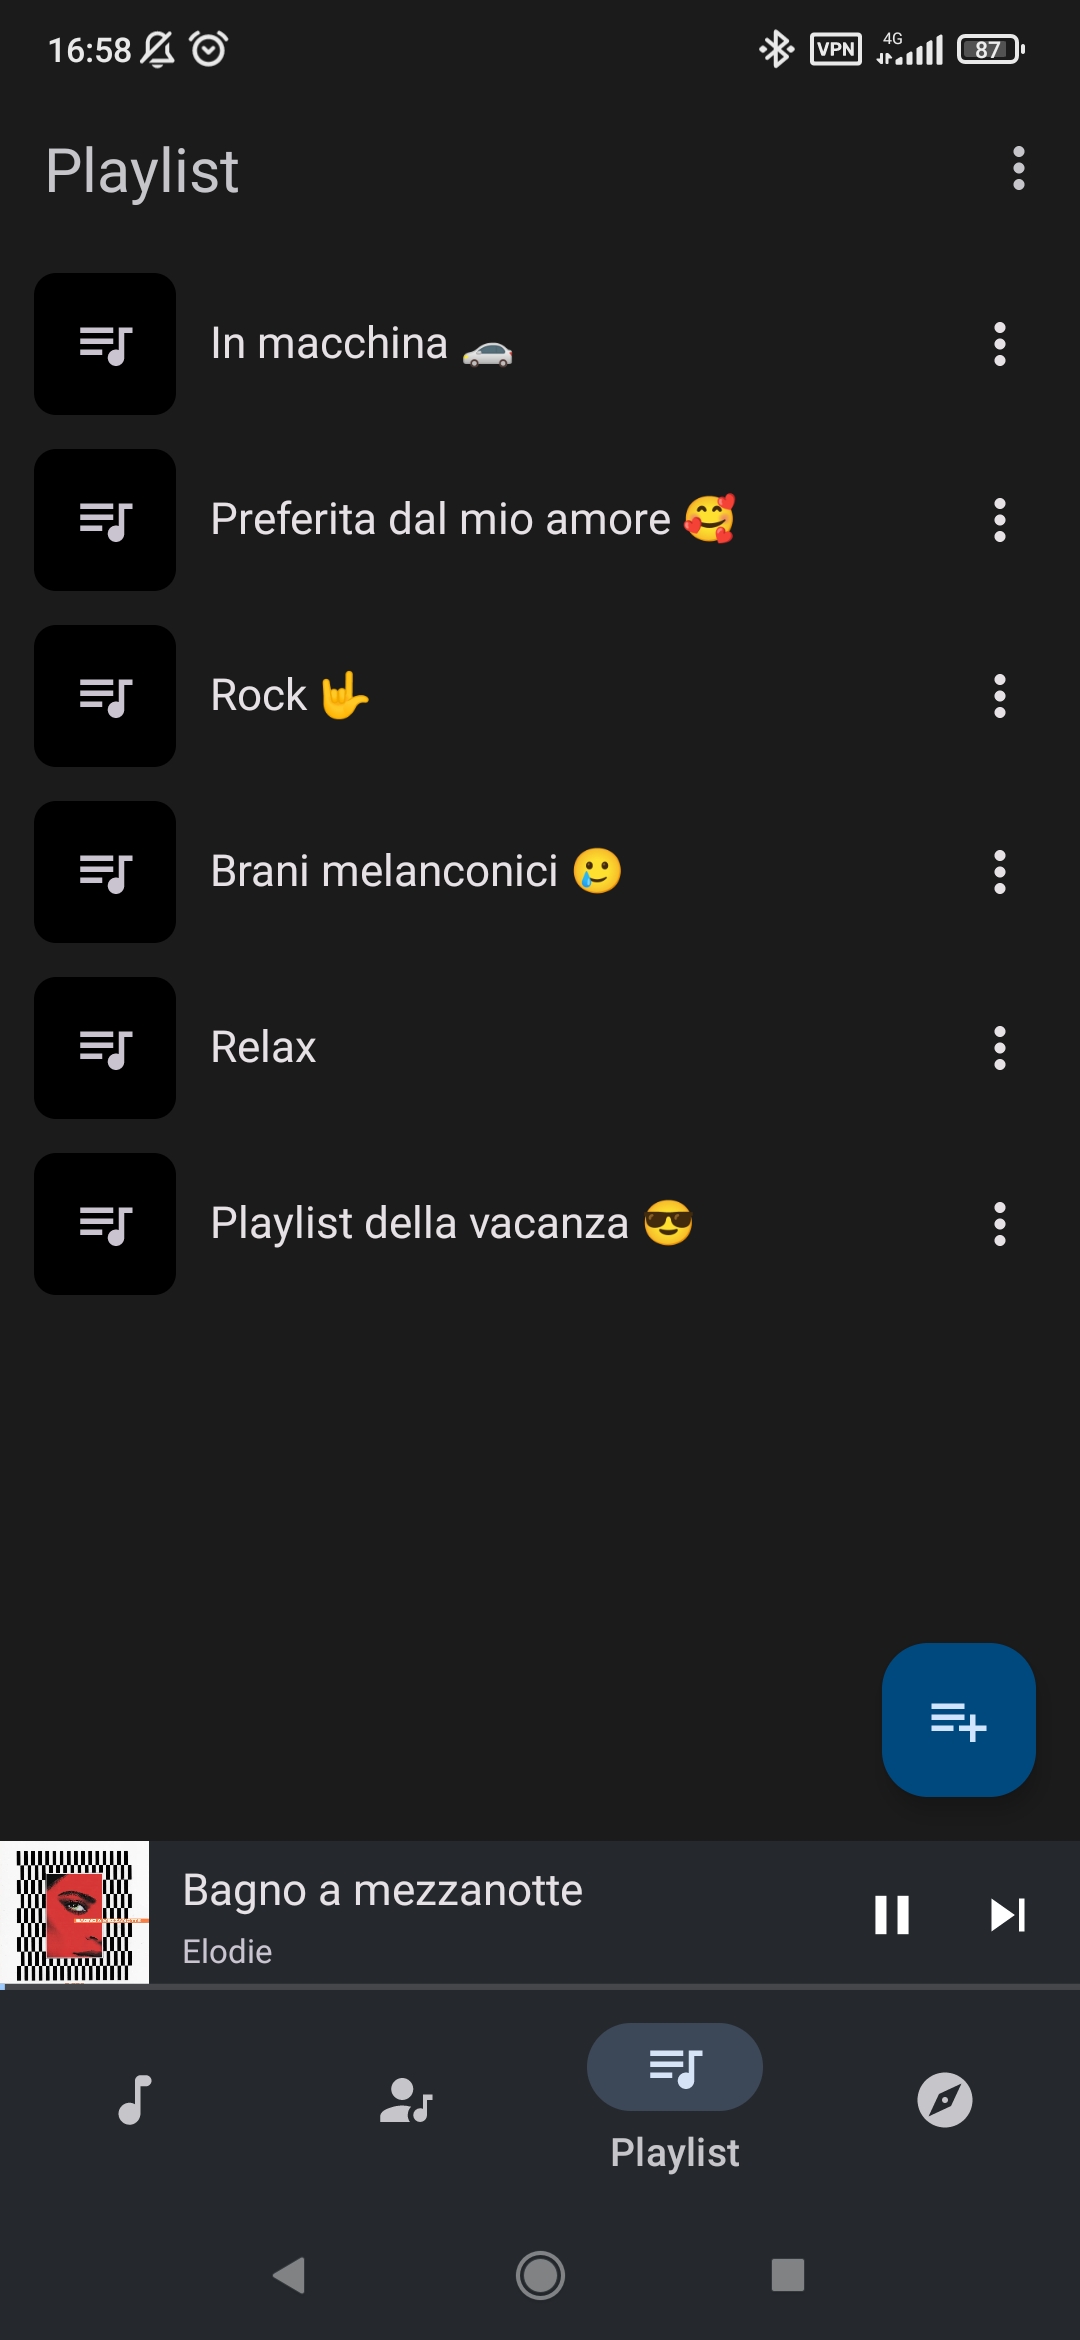 16:58 VPN 4G 87
Playlist
In macchina 🚗
Preferita dal mio amore 🥰
Rock 🤟
Brani melanconici 🥲
Relax
Playlist della vacanza 😎
Bagno a mezzanotte
Elodie
Playlist